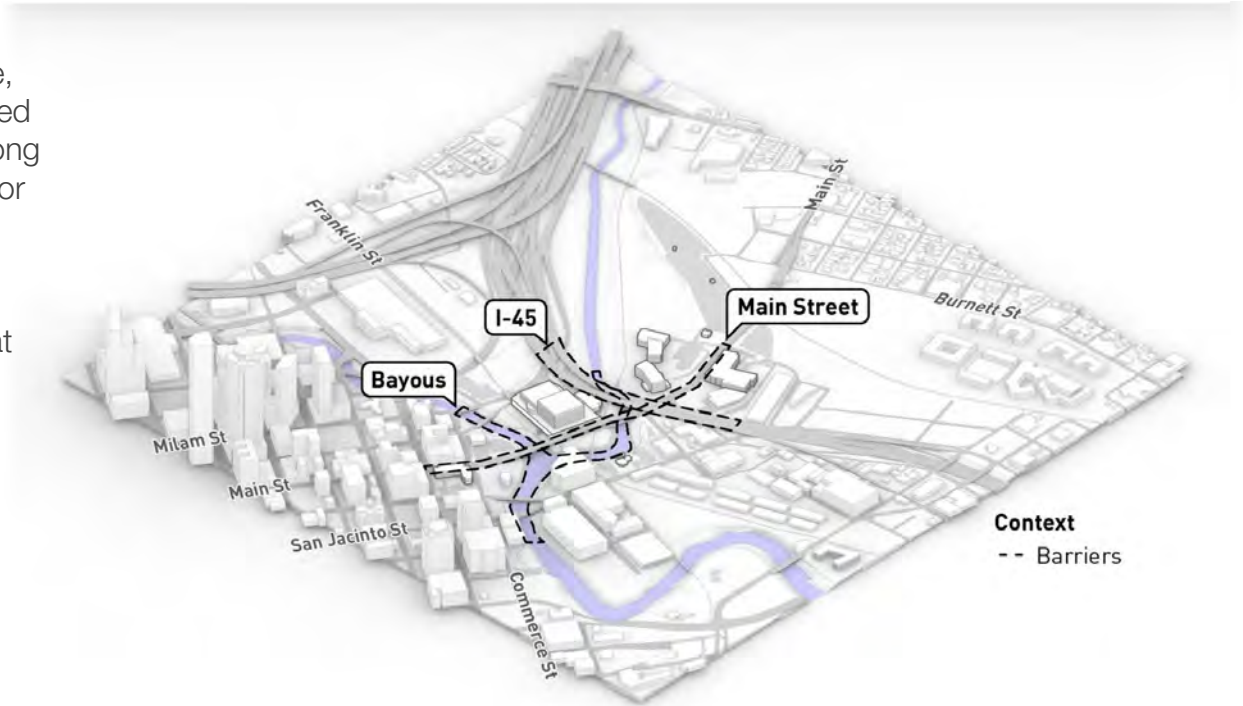 e,
ed
ong
or
at
Franklin St
Main St
Burnett St
I-45
Main Street
Bayous
Milam St
Main St
San Jacinto St
Commerce St
Context
-- Barriers